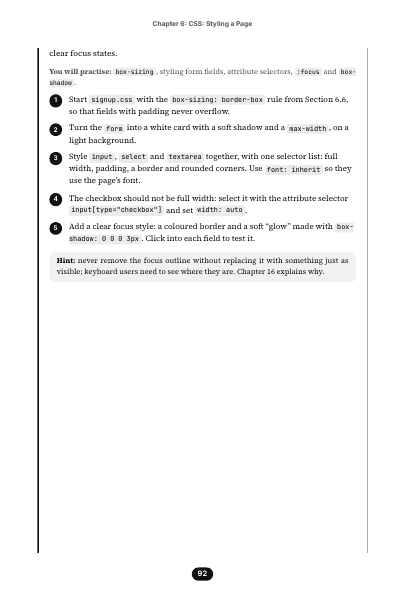 Chapter 6: CSS: Styling a Page
clear focus states.
You will practise: box-sizing, styling form fields, attribute selectors, :focus and box-
shadow.
1 Start signup.css with the box-sizing: border-box rule from Section 6.6,
so that fields with padding never overflow.
2 Turn the form into a white card with a soft shadow and a max-width, on a
light background.
3 Style input, select and textarea together, with one selector list: full
width, padding, a border and rounded corners. Use font: inherit so they
use the page's font.
4 The checkbox should not be full width: select it with the attribute selector
input[type="checkbox"] and set width: auto.
5 Add a clear focus style: a coloured border and a soft “glow” made with box-
shadow: 0 0 0 3px. Click into each field to test it.
Hint: never remove the focus outline without replacing it with something just as
visible; keyboard users need to see where they are. Chapter 16 explains why.
92